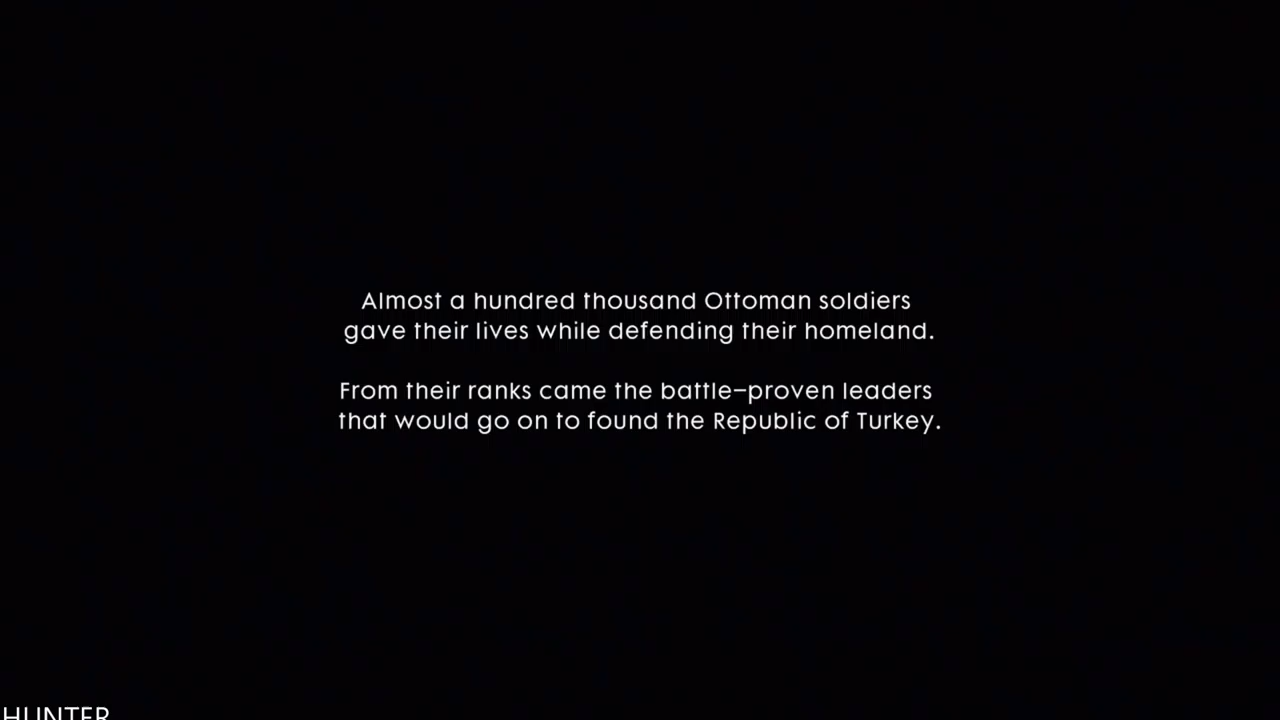 Almost a hundred thousand Ottoman soldiers
gave their lives while defending their homeland.
From their ranks came the battle–proven leaders
that would go on to found the Republic of Turkey.
HUNTER